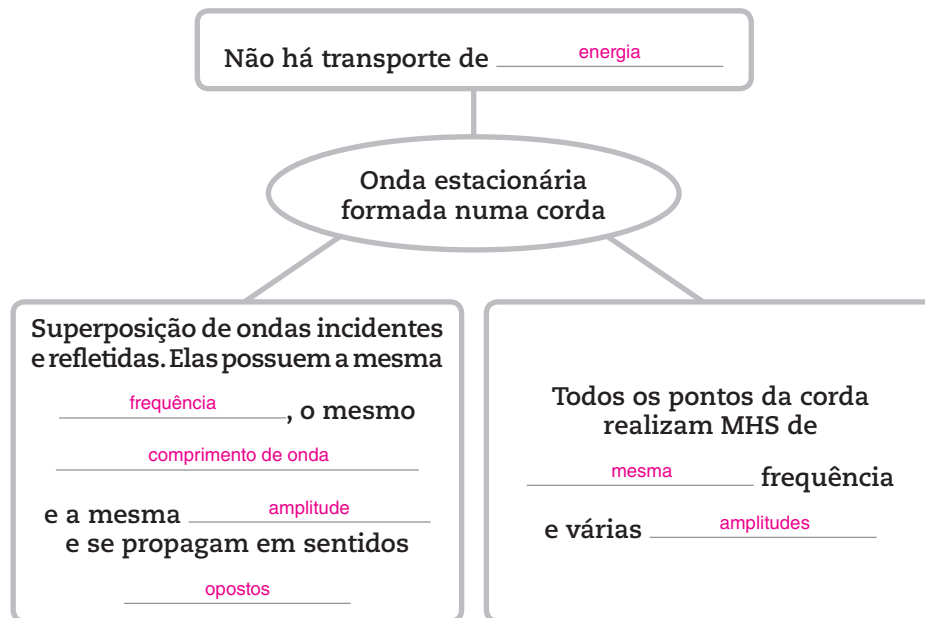 Não há transporte de energia
Onda estacionária
formada numa corda
Superposição de ondas incidentes
e refletidas. Elas possuem a mesma
frequência, o mesmo
comprimento de onda
e a mesma amplitude
e se propagam em sentidos
opostos
Todos os pontos da corda
realizam MHS de
mesma frequência
e várias amplitudes